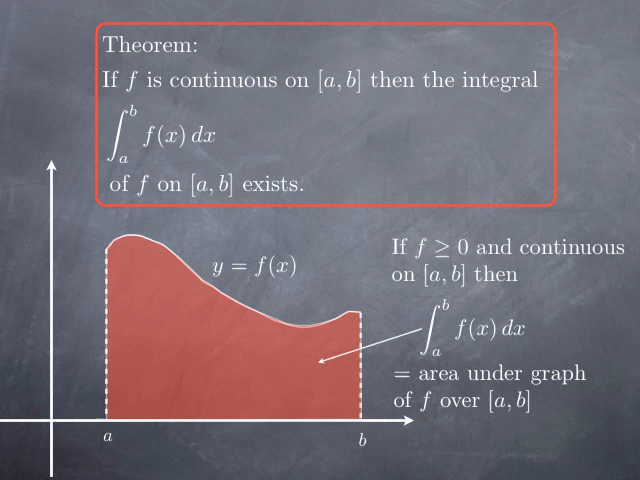 Theorem:
If f is continuous on [a, b] then the integral
∫_a^b f(x) dx
of f on [a, b] exists.
If f ≥ 0 and continuous
on [a, b] then
y = f(x)
∫_a^b f(x) dx
= area under graph
of f over [a, b]
a
b